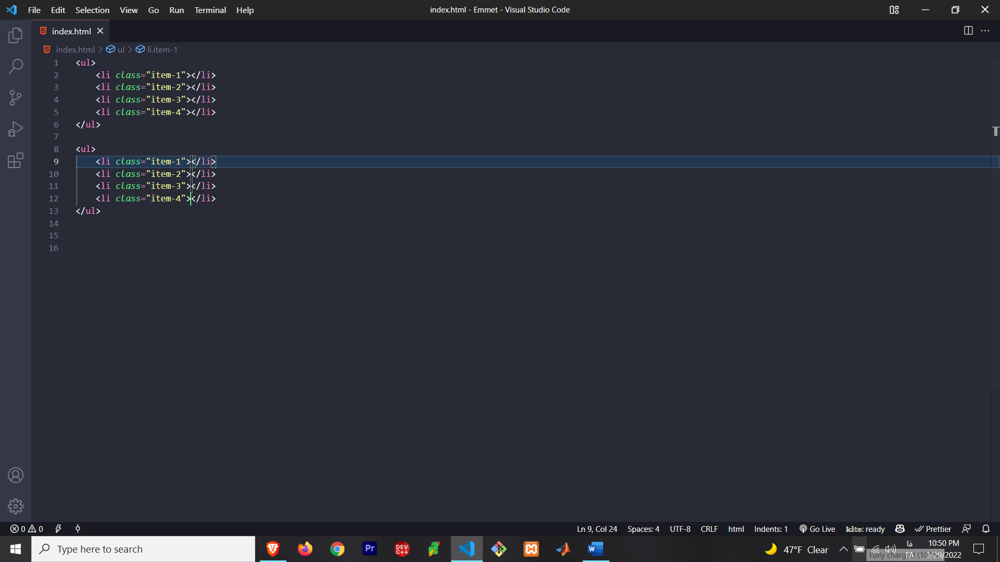 File Edit Selection View Go Run Terminal Help
index.html - Emmet - Visual Studio Code
index.html
index.html > ul > li.item-1
1 <ul>
2 <li class="item-1"></li>
3 <li class="item-2"></li>
4 <li class="item-3"></li>
5 <li class="item-4"></li>
6 </ul>
7
8 <ul>
9 <li class="item-1"></li>
10 <li class="item-2"></li>
11 <li class="item-3"></li>
12 <li class="item-4"></li>
13 </ul>
14
15
16
0 0 Ln 9, Col 24 Spaces: 4 UTF-8 CRLF html Indents: 1 Go Live kite: ready Prettier
Type here to search
Pr
DEV C++
W
47°F Clear
فا
FA
10:50 PM
3/29/2022
Fully charged